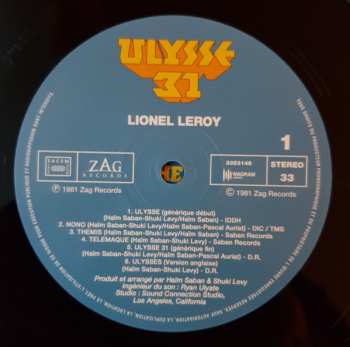 ULYSSE
31
LIONEL LEROY
1
SACEM
ZAG
RECORDS
3353148
WAGRAM
STEREO
33
℗ 1981 Zag Records
℗ © 1981 Zag Records
1. ULYSSE (générique début)
(Haïm Saban-Shuki Levy/Haïm Saban) - IDDH
2. NONO (Haïm Saban-Shuki Levy/Haïm Saban-Pascal Auriat) - DIC / TMS
3. THEMIS (Haïm Saban-Shuki Levy/Haïm Saban) - Saban Records
4. TELEMAQUE (Haïm Saban-Shuki Levy) - Saban Records
5. ULYSSE 31 (générique fin)
(Haïm Saban-Shuki Levy/Haïm Saban-Pascal Auriat) - D.R.
6. ULYSSES (Version anglaise)
(Haïm Saban-Shuki Levy) - D.R.
Produit et arrangé par Haïm Saban & Shuki Levy
Ingénieur du son : Ryan Ulyate
Studio : Sound Connection Studio,
Los Angeles, California